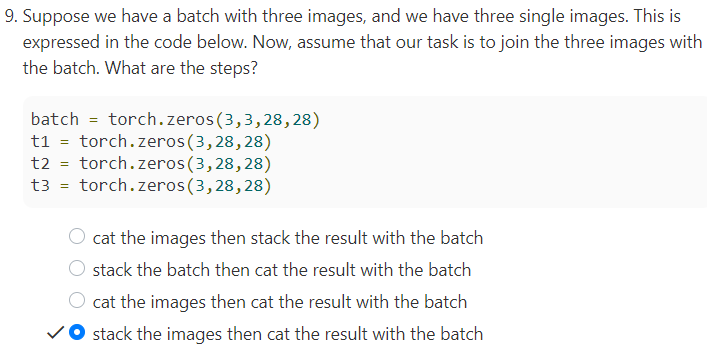 9. Suppose we have a batch with three images, and we have three single images. This is
expressed in the code below. Now, assume that our task is to join the three images with
the batch. What are the steps?
batch = torch.zeros(3,3,28,28)
t1 = torch.zeros(3,28,28)
t2 = torch.zeros(3,28,28)
t3 = torch.zeros(3,28,28)
cat the images then stack the result with the batch
stack the batch then cat the result with the batch
cat the images then cat the result with the batch
stack the images then cat the result with the batch